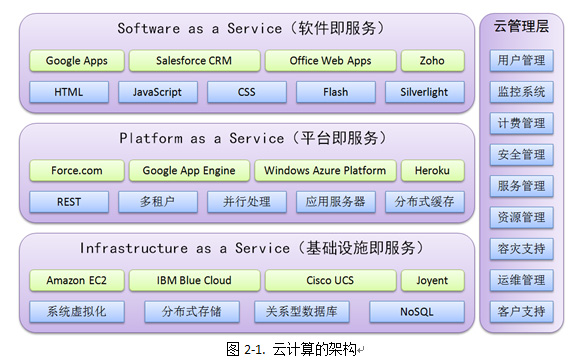 Software as a Service（软件即服务）
Google Apps Salesforce CRM Office Web Apps Zoho
HTML JavaScript CSS Flash Silverlight
Platform as a Service（平台即服务）
Force.com Google App Engine Windows Azure Platform Heroku
REST 多租户 并行处理 应用服务器 分布式缓存
Infrastructure as a Service（基础设施即服务）
Amazon EC2 IBM Blue Cloud Cisco UCS Joyent
系统虚拟化 分布式存储 关系型数据库 NoSQL
云管理层
用户管理
监控系统
计费管理
安全管理
服务管理
资源管理
容灾支持
运维管理
客户支持
图 2-1. 云计算的架构